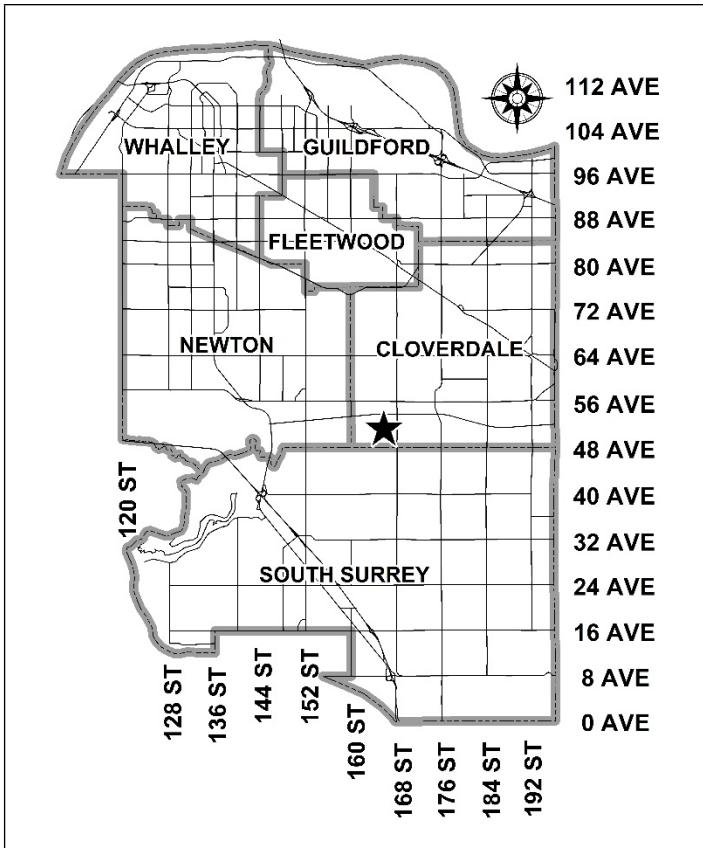 112 AVE
104 AVE
WHALLEY
GUILDFORD
96 AVE
88 AVE
FLEETWOOD
80 AVE
72 AVE
NEWTON
CLOVERDALE
64 AVE
56 AVE
48 AVE
120 ST
40 AVE
32 AVE
SOUTH SURREY
24 AVE
16 AVE
128 ST
136 ST
144 ST
152 ST
8 AVE
160 ST
0 AVE
168 ST
176 ST
184 ST
192 ST